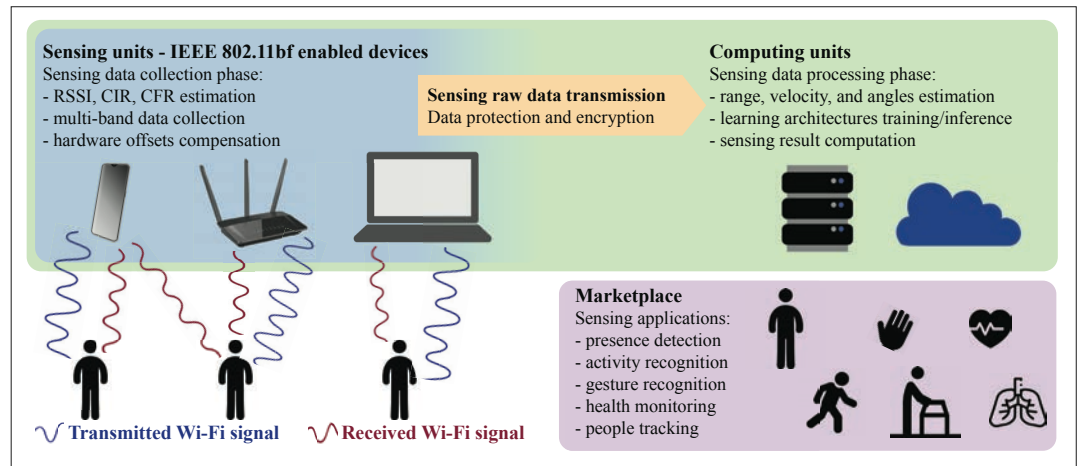 Sensing units - IEEE 802.11bf enabled devices
Sensing data collection phase:
- RSSI, CIR, CFR estimation
- multi-band data collection
- hardware offsets compensation
Sensing raw data transmission
Data protection and encryption
Computing units
Sensing data processing phase:
- range, velocity, and angles estimation
- learning architectures training/inference
- sensing result computation
Marketplace
Sensing applications:
- presence detection
- activity recognition
- gesture recognition
- health monitoring
- people tracking
Transmitted Wi-Fi signal
Received Wi-Fi signal